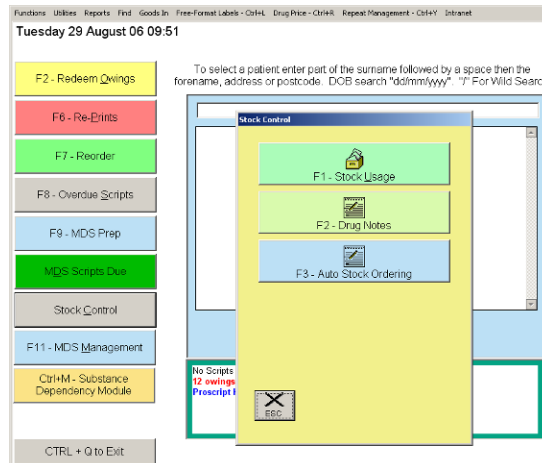 Functions Utilities Reports Find Goods In Free-Format Labels - Ctrl+L Drug Price - Ctrl+R Repeat Management - Ctrl+Y Intranet
Tuesday 29 August 06 09:51
To select a patient enter part of the surname followed by a space then the
forename, address or postcode. DOB search "dd/mm/yyyy". "/" For Wild Searc
F2 - Redeem Owings
F6 - Re-Prints
F7 - Reorder
F8 - Overdue Scripts
F9 - MDS Prep
MDS Scripts Due
Stock Control
F11 - MDS Management
Ctrl+M - Substance
Dependency Module
CTRL + Q to Exit
Stock Control
F1 - Stock Usage
F2 - Drug Notes
F3 - Auto Stock Ordering
ESC
No Scripts
12 owings
Proscript